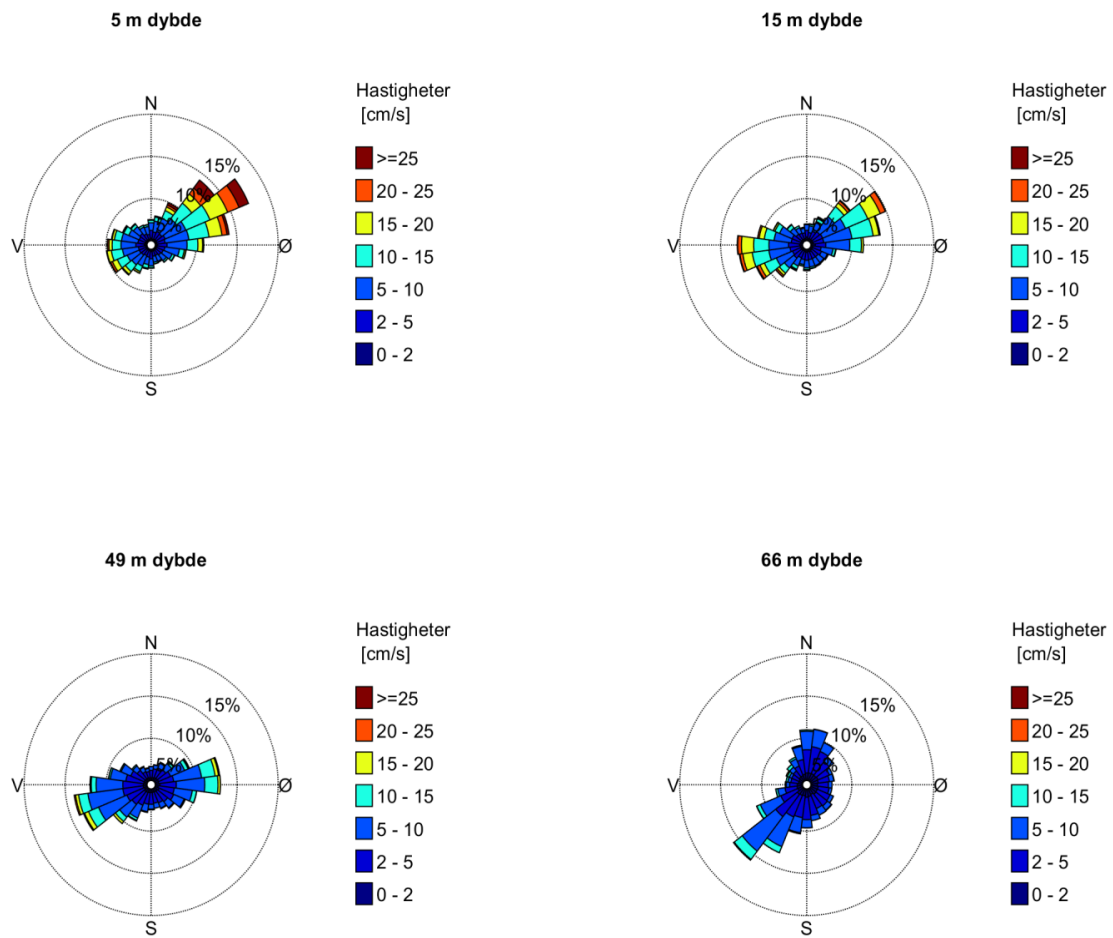 5 m dybde
N
V
Ø
S
5%
10%
15%
Hastigheter
[cm/s]
>=25
20 - 25
15 - 20
10 - 15
5 - 10
2 - 5
0 - 2
15 m dybde
N
V
Ø
S
5%
10%
15%
Hastigheter
[cm/s]
>=25
20 - 25
15 - 20
10 - 15
5 - 10
2 - 5
0 - 2
49 m dybde
N
V
Ø
S
5%
10%
15%
Hastigheter
[cm/s]
>=25
20 - 25
15 - 20
10 - 15
5 - 10
2 - 5
0 - 2
66 m dybde
N
V
Ø
S
5%
10%
15%
Hastigheter
[cm/s]
>=25
20 - 25
15 - 20
10 - 15
5 - 10
2 - 5
0 - 2